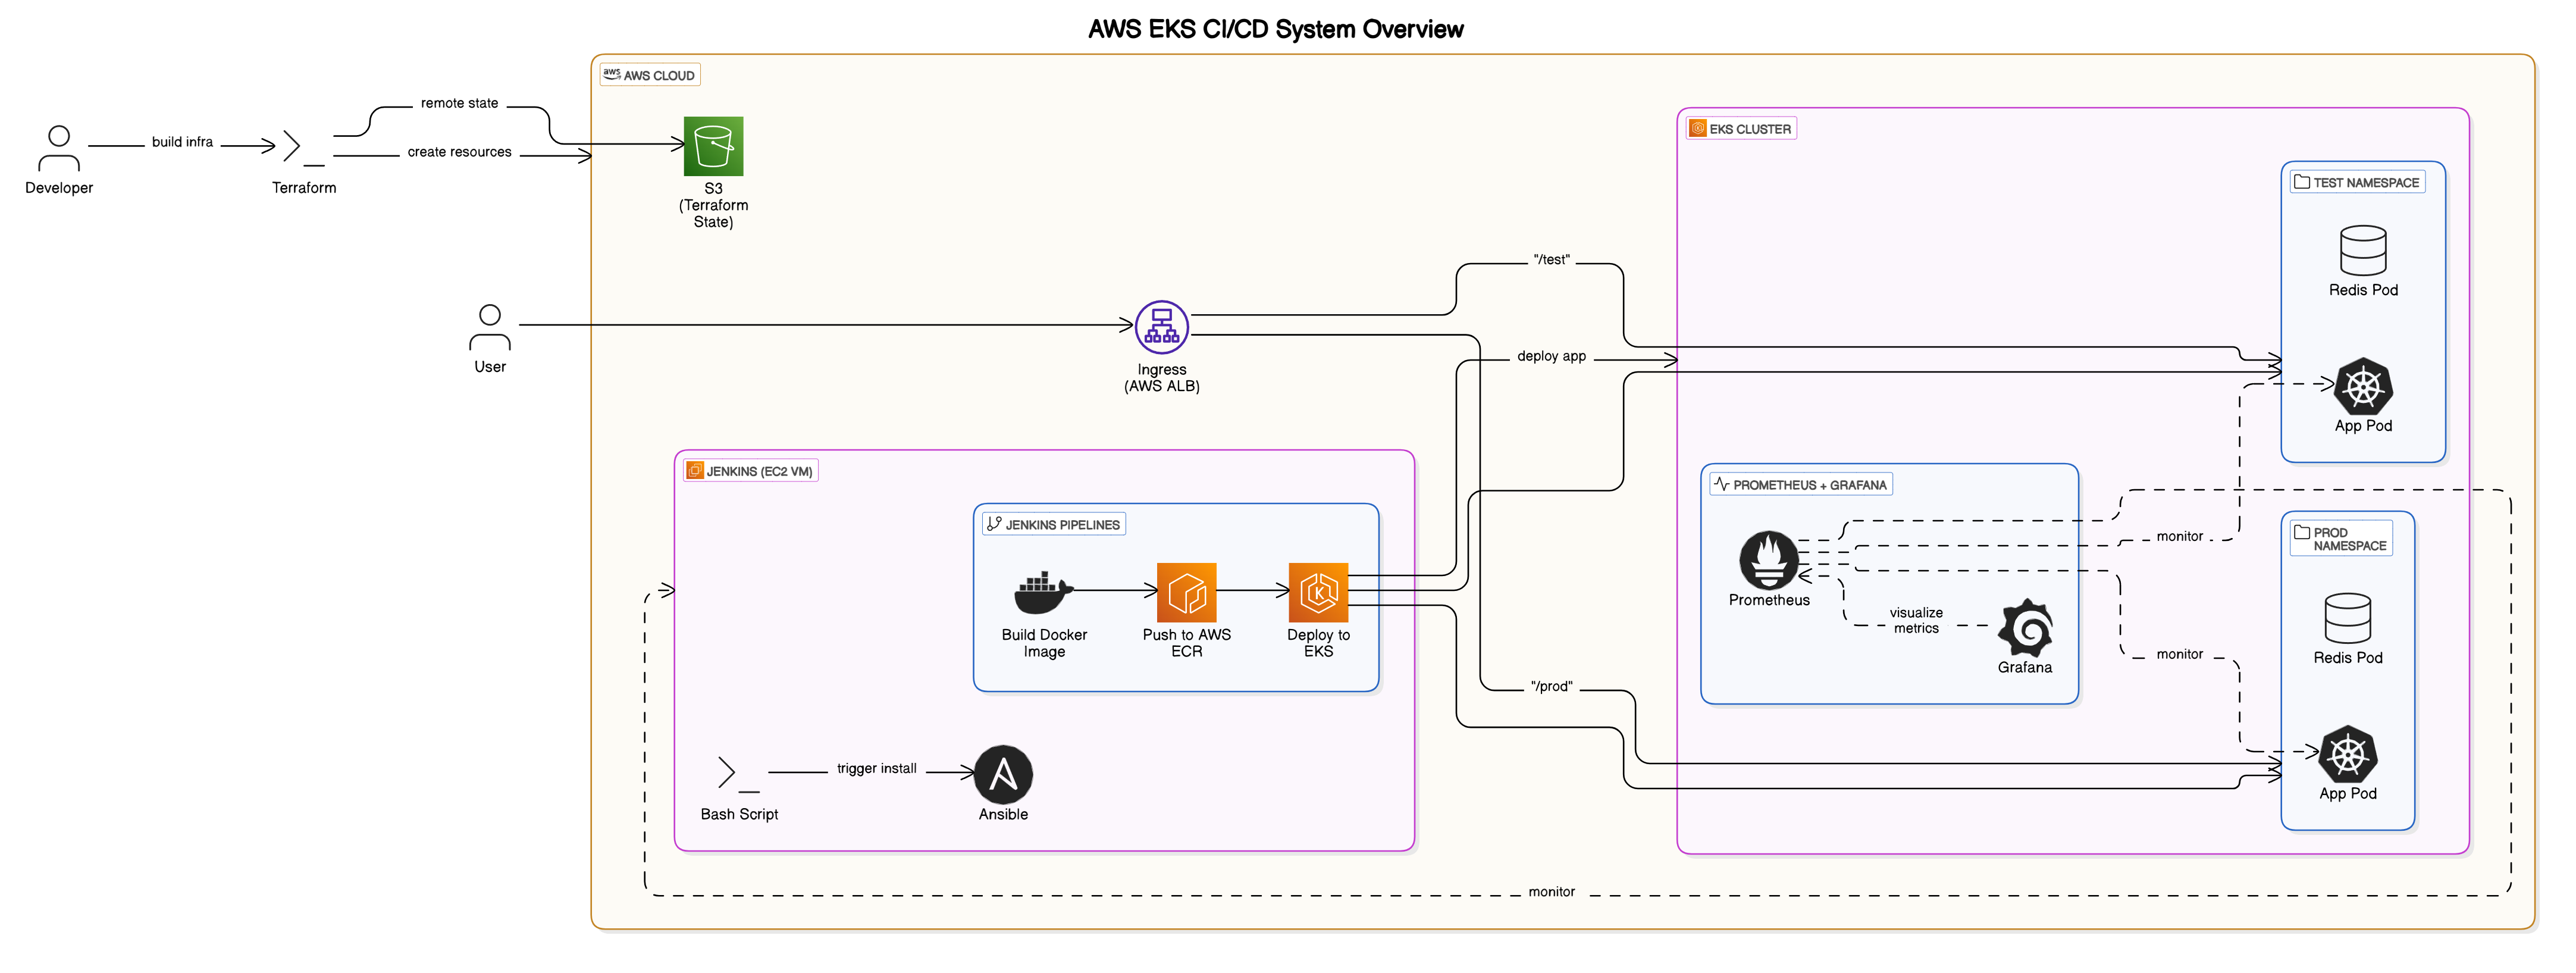 AWS EKS CI/CD System Overview
aws AWS CLOUD
remote state
build infra
create resources
Developer
Terraform
S3
(Terraform
State)
EKS CLUSTER
TEST NAMESPACE
Redis Pod
App Pod
User
Ingress
(AWS ALB)
"/test"
deploy app
JENKINS (EC2 VM)
JENKINS PIPELINES
Build Docker
Image
Push to AWS
ECR
K
Deploy to
EKS
"/prod"
Bash Script
trigger install
Ansible
PROMETHEUS + GRAFANA
Prometheus
visualize
metrics
Grafana
monitor
monitor
PROD
NAMESPACE
Redis Pod
App Pod
monitor